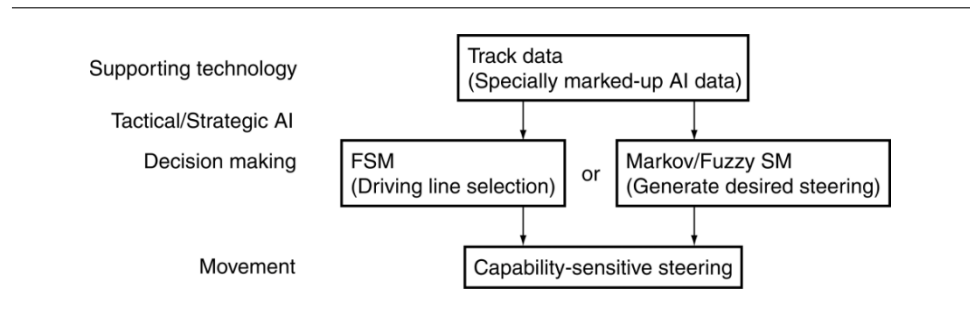 Supporting technology
Track data
(Specially marked-up AI data)
Tactical/Strategic AI
Decision making
FSM
(Driving line selection)
or
Markov/Fuzzy SM
(Generate desired steering)
Movement
Capability-sensitive steering